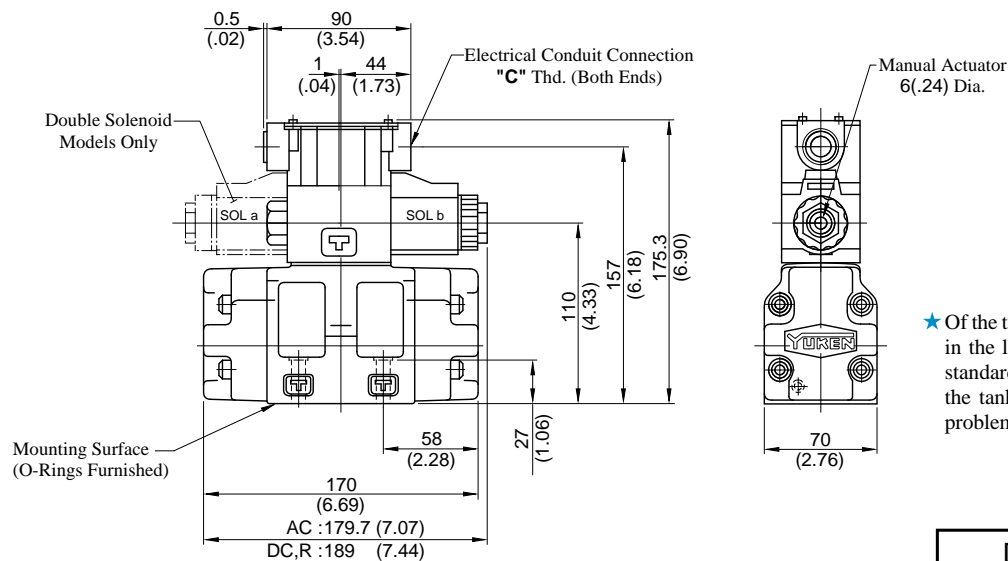 0.5
(.02)
90
(3.54)
1
(.04)
44
(1.73)
Electrical Conduit Connection
"C" Thd. (Both Ends)
Manual Actuator
6(.24) Dia.
Double Solenoid
Models Only
SOL a
SOL b
110
(4.33)
157
(6.18)
175.3
(6.90)
YUKEN
★ Of the t
in the l
standar
the tank
problem
27
(1.06)
58
(2.28)
70
(2.76)
Mounting Surface
(O-Rings Furnished)
170
(6.69)
AC :179.7 (7.07)
DC,R :189 (7.44)